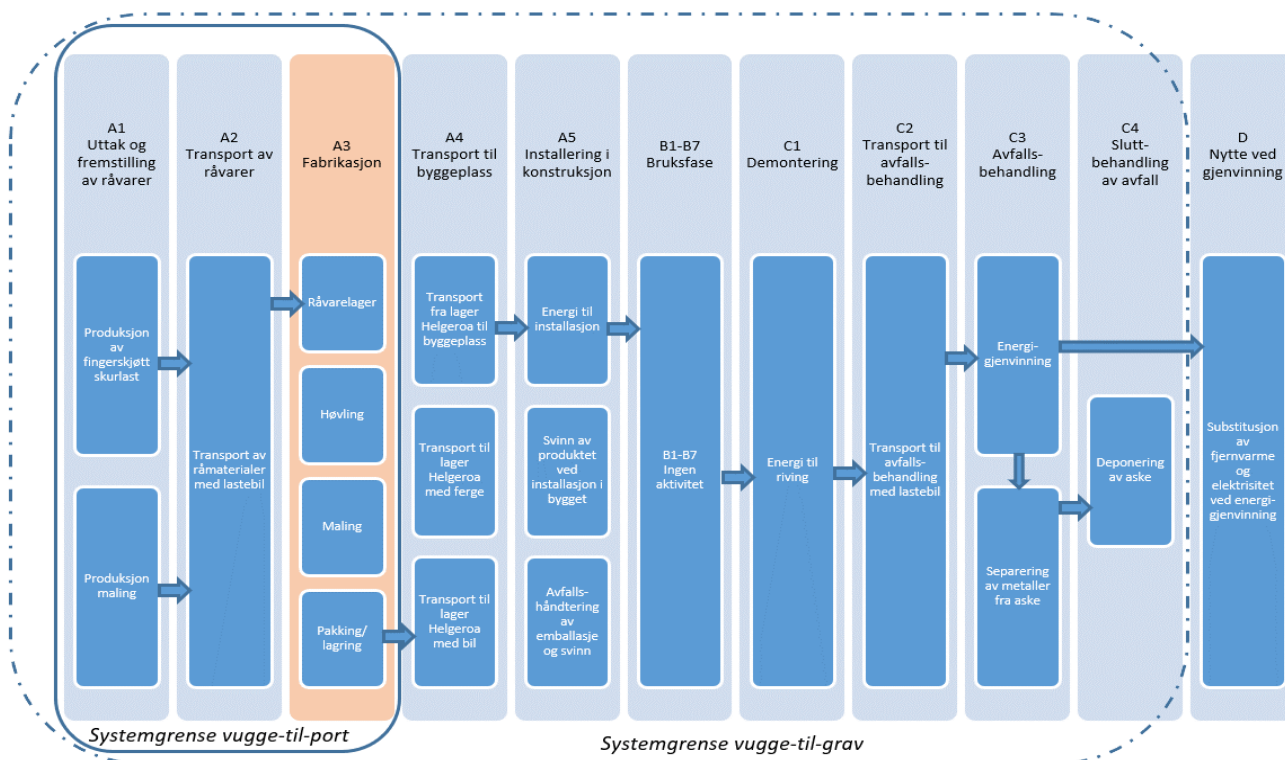 A1
Uttak og
fremstilling
av råvarer
A2
Transport av
råvarer
A3
Fabrikasjon
A4
Transport til
byggeplass
A5
Installering i
konstruksjon
B1-B7
Bruksfase
C1
Demontering
C2
Transport til
avfalls-
behandling
C3
Avfalls-
behandling
C4
Slutt-
behandling
av avfall
D
Nytte ved
gjenvinning
Produksjon
av
fingerskjøtt
skurlast
Produksjon
maling
Transport av
råmaterialer
med lastebil
Råvarelager
Høvling
Maling
Pakking/
lagring
Transport
fra lager
Helgeroa til
byggeplass
Transport til
lager
Helgeroa
med ferge
Transport til
lager
Helgeroa
med bil
Energi til
installasjon
Svinn av
produktet ved
installasjon i
bygget
Avfalls-
håndtering
av
emballasje
og svinn
B1-B7
Ingen
aktivitet
Energi til
riving
Transport til
avfalls-
behandling
med lastebil
Energi-
gjenvinning
Separering
av metaller
fra aske
Deponering
av aske
Substitusjon
av
fjernvarme
og
elektrisitet
ved energi-
gjenvinning
Systemgrense vugge-til-port
Systemgrense vugge-til-grav